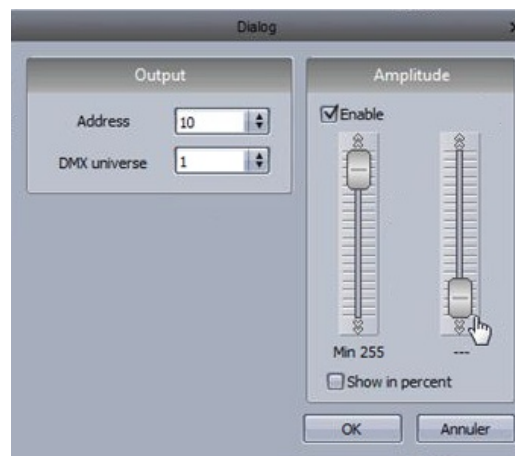 Dialog
Output
Address 10
DMX universe 1
Amplitude
Enable
Min 255 ---
Show in percent
OK Annuler